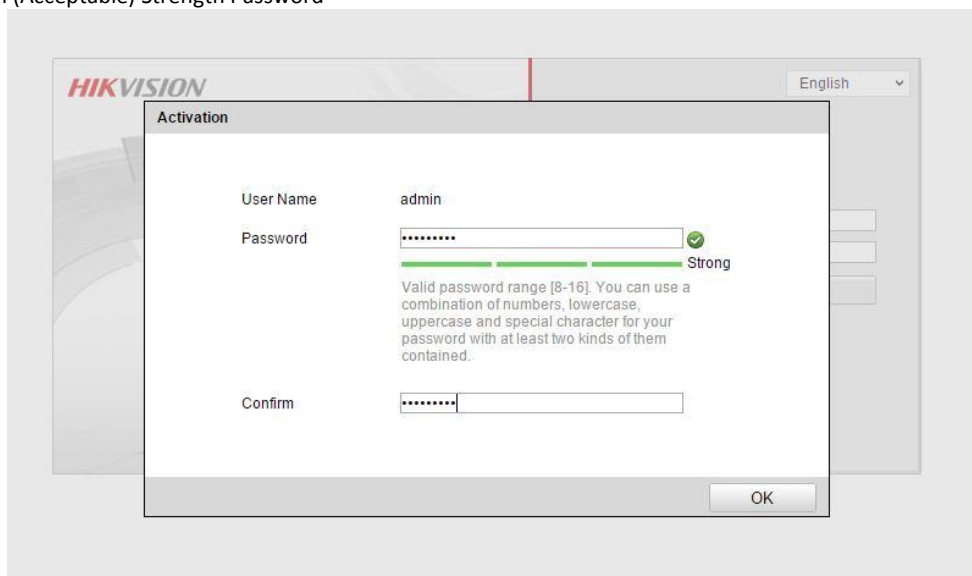 (Acceptable) Strength Password
HIKVISION
English
Activation
User Name admin
Password •••••••••
Strong
Valid password range [8-16]. You can use a
combination of numbers, lowercase,
uppercase and special character for your
password with at least two kinds of them
contained.
Confirm •••••••••
OK